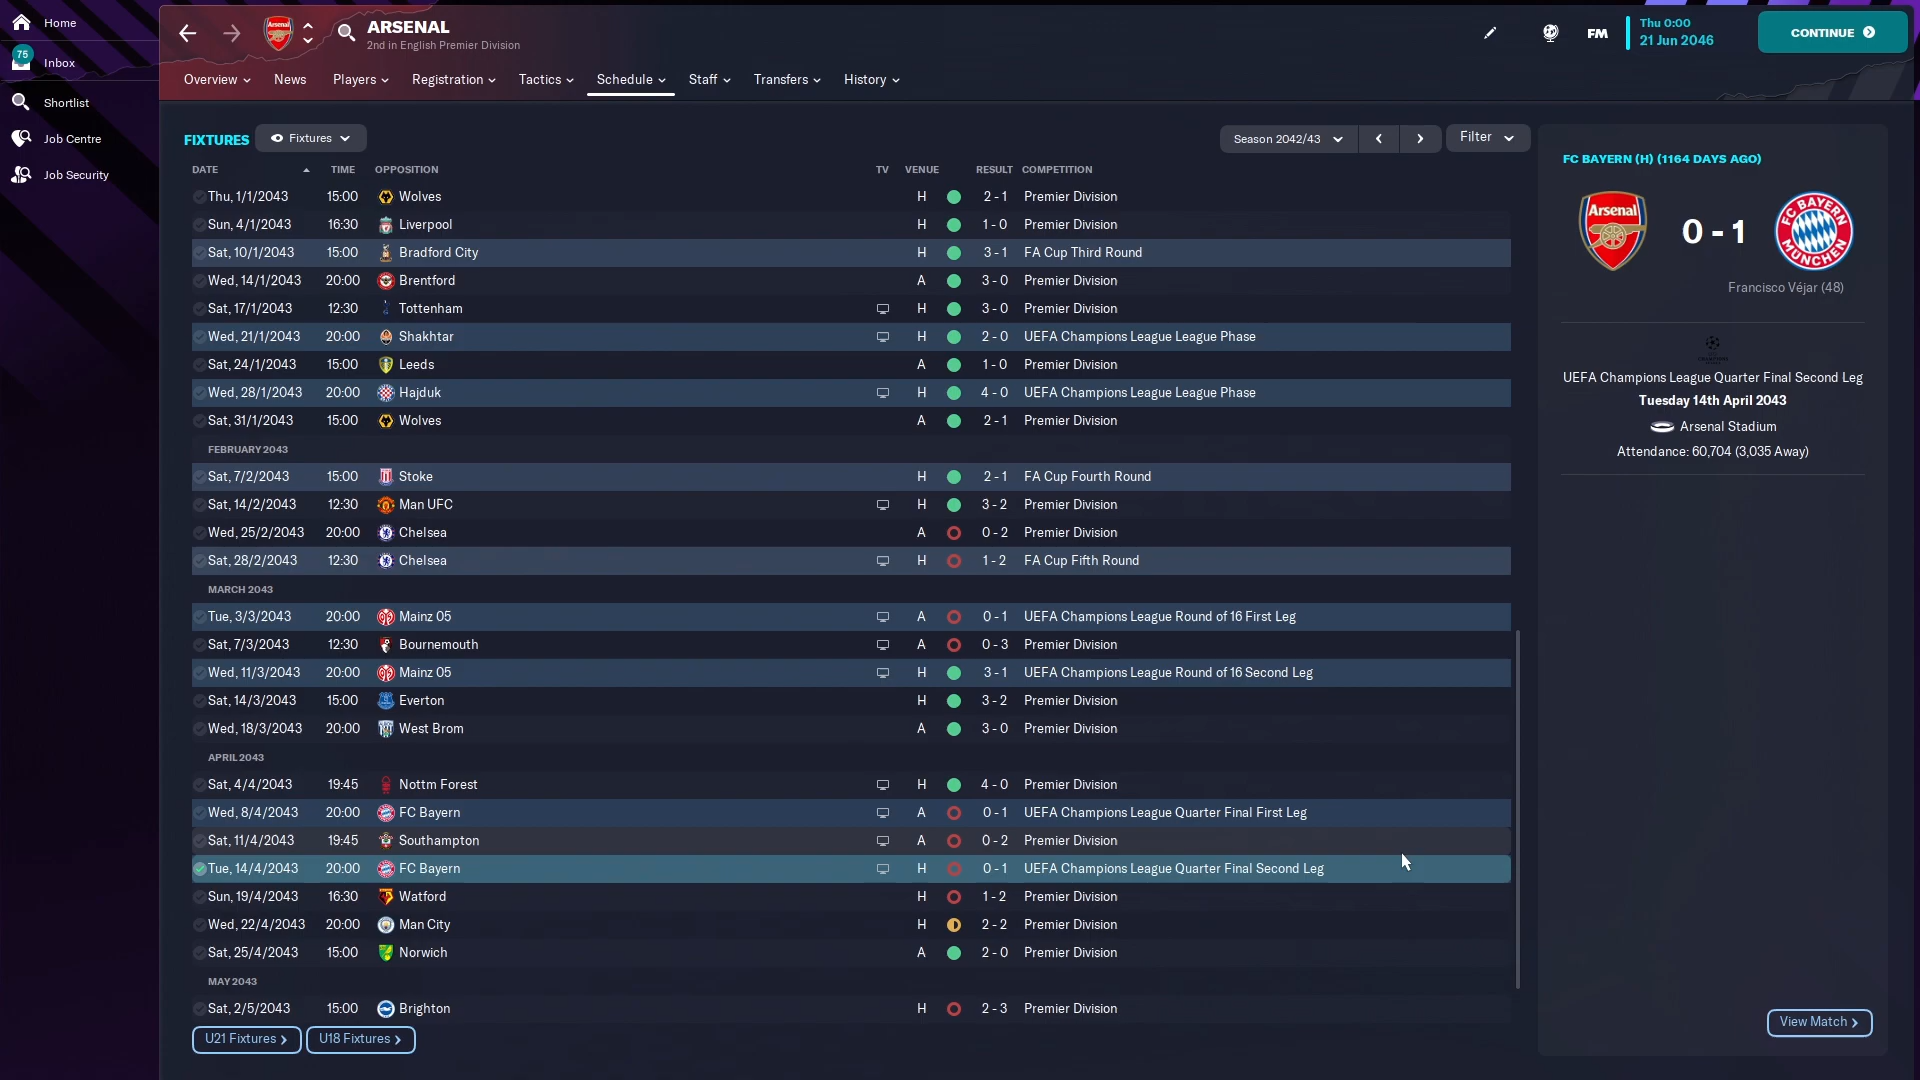 Home
75
Inbox
Shortlist
Job Centre
Job Security
Arsenal
ARSENAL
2nd in English Premier Division
FM
Thu 0:00
21 Jun 2046
CONTINUE
Overview News Players Registration Tactics Schedule Staff Transfers History
FIXTURES Fixtures Season 2042/43 Filter
DATE TIME OPPOSITION TV VENUE RESULT COMPETITION
Thu, 1/1/2043 15:00 Wolves H 2 - 1 Premier Division
Sun, 4/1/2043 16:30 Liverpool H 1 - 0 Premier Division
Sat, 10/1/2043 15:00 Bradford City H 3 - 1 FA Cup Third Round
Wed, 14/1/2043 20:00 Brentford A 3 - 0 Premier Division
Sat, 17/1/2043 12:30 Tottenham H 3 - 0 Premier Division
Wed, 21/1/2043 20:00 Shakhtar H 2 - 0 UEFA Champions League League Phase
Sat, 24/1/2043 15:00 Leeds A 1 - 0 Premier Division
Wed, 28/1/2043 20:00 Hajduk H 4 - 0 UEFA Champions League League Phase
Sat, 31/1/2043 15:00 Wolves A 2 - 1 Premier Division
FEBRUARY 2043
Sat, 7/2/2043 15:00 Stoke H 2 - 1 FA Cup Fourth Round
Sat, 14/2/2043 12:30 Man UFC H 3 - 2 Premier Division
Wed, 25/2/2043 20:00 Chelsea A 0 - 2 Premier Division
Sat, 28/2/2043 12:30 Chelsea H 1 - 2 FA Cup Fifth Round
MARCH 2043
Tue, 3/3/2043 20:00 Mainz 05 A 0 - 1 UEFA Champions League Round of 16 First Leg
Sat, 7/3/2043 12:30 Bournemouth A 0 - 3 Premier Division
Wed, 11/3/2043 20:00 Mainz 05 H 3 - 1 UEFA Champions League Round of 16 Second Leg
Sat, 14/3/2043 15:00 Everton H 3 - 2 Premier Division
Wed, 18/3/2043 20:00 West Brom A 3 - 0 Premier Division
APRIL 2043
Sat, 4/4/2043 19:45 Nottm Forest H 4 - 0 Premier Division
Wed, 8/4/2043 20:00 FC Bayern A 0 - 1 UEFA Champions League Quarter Final First Leg
Sat, 11/4/2043 19:45 Southampton A 0 - 2 Premier Division
Tue, 14/4/2043 20:00 FC Bayern H 0 - 1 UEFA Champions League Quarter Final Second Leg
Sun, 19/4/2043 16:30 Watford H 1 - 2 Premier Division
Wed, 22/4/2043 20:00 Man City H 2 - 2 Premier Division
Sat, 25/4/2043 15:00 Norwich A 2 - 0 Premier Division
MAY 2043
Sat, 2/5/2043 15:00 Brighton H 2 - 3 Premier Division
U21 Fixtures U18 Fixtures
FC BAYERN (H) (1164 DAYS AGO)
Arsenal
0 - 1
FC BAYERN
MÜNCHEN
Francisco Véjar (48)
UEFA Champions League Quarter Final Second Leg
Tuesday 14th April 2043
Arsenal Stadium
Attendance: 60,704 (3,035 Away)
View Match